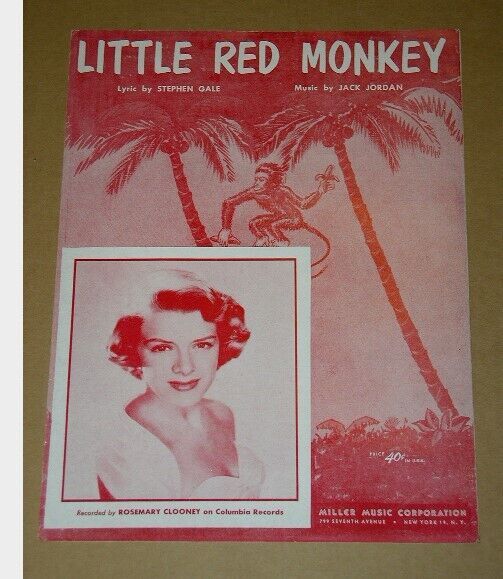 LITTLE RED MONKEY
Lyric by STEPHEN GALE Music by JACK JORDAN
Recorded by ROSEMARY CLOONEY on Columbia Records
PRICE 40¢ IN U.S.A.
MILLER MUSIC CORPORATION
799 SEVENTH AVENUE • NEW YORK 19, N. Y.